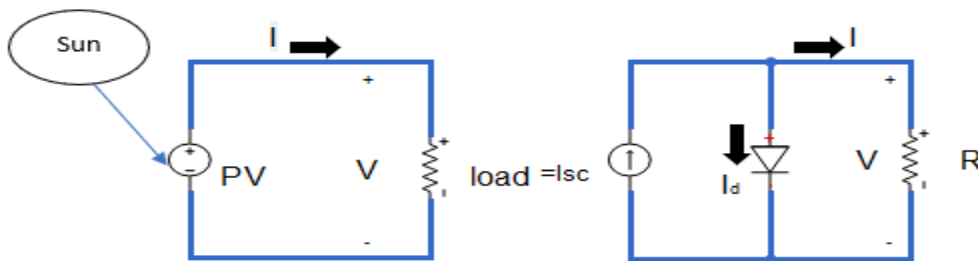 Sun
I
+
+
-
PV
V
+
-
load =Isc
I
+
Id
V
+
-
R
+
-